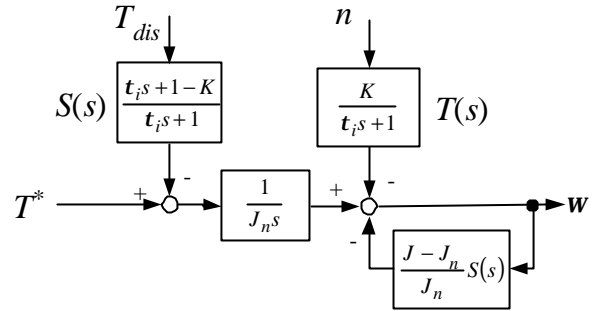 T_dis
n
S(s)
(t_i s + 1 − K) / (t_i s + 1)
K / (t_i s + 1)
T(s)
-
-
T*
+
1 / (J_n s)
+
w
-
((J − J_n) / J_n) S(s)